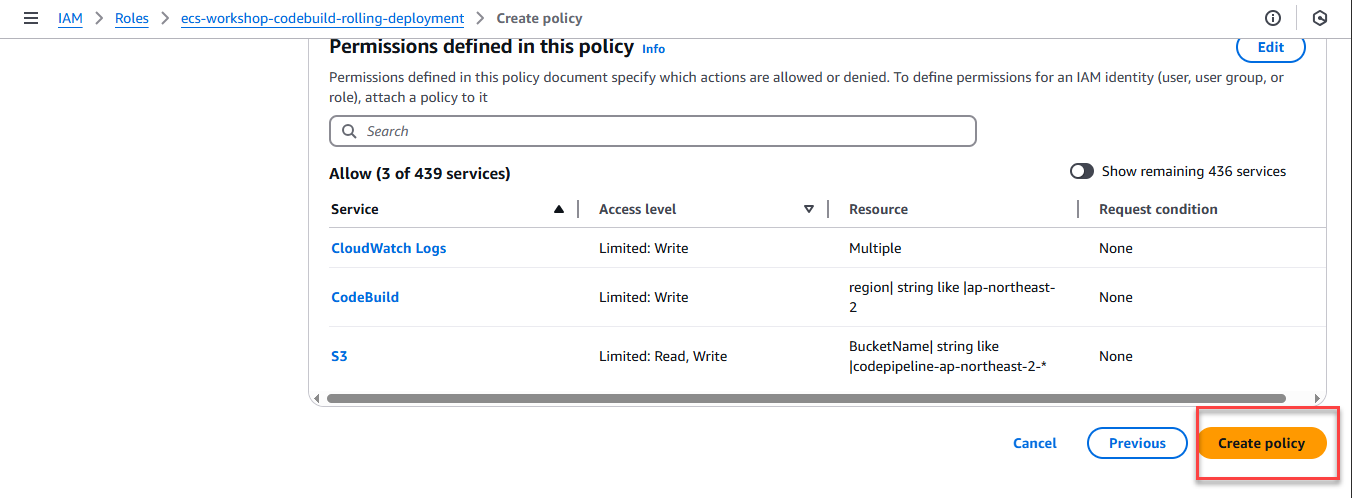 IAM > Roles > ecs-workshop-codebuild-rolling-deployment > Create policy
Permissions defined in this policy Info
Edit
Permissions defined in this policy document specify which actions are allowed or denied. To define permissions for an IAM identity (user, user group, or
role), attach a policy to it
Search
Allow (3 of 439 services)
Show remaining 436 services
Service Access level Resource Request condition
CloudWatch Logs Limited: Write Multiple None
CodeBuild Limited: Write region| string like |ap-northeast-
2 None
S3 Limited: Read, Write BucketName| string like
|codepipeline-ap-northeast-2-* None
Cancel Previous Create policy